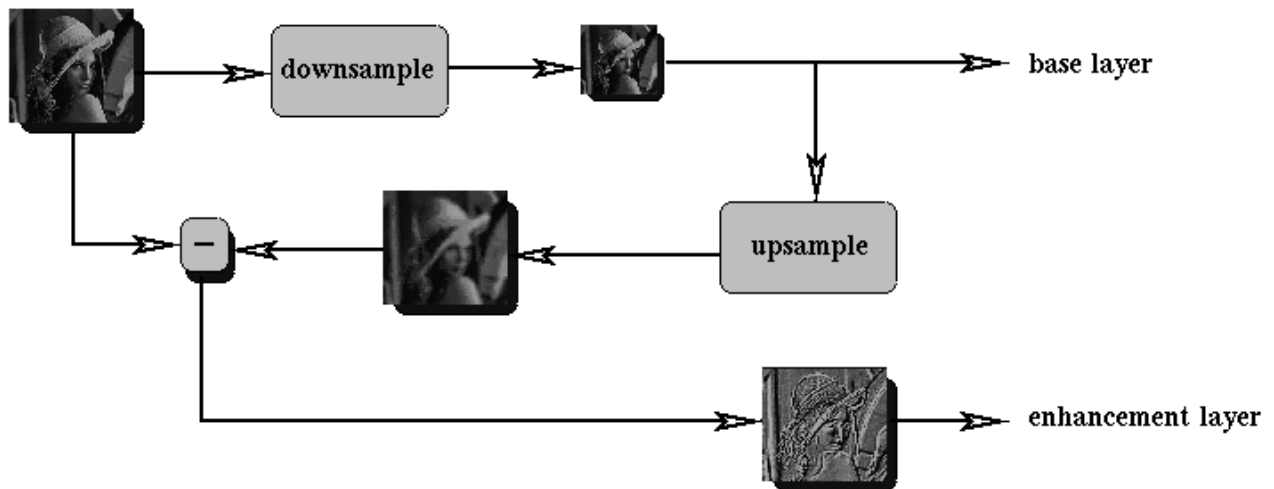 downsample
base layer
−
upsample
enhancement layer